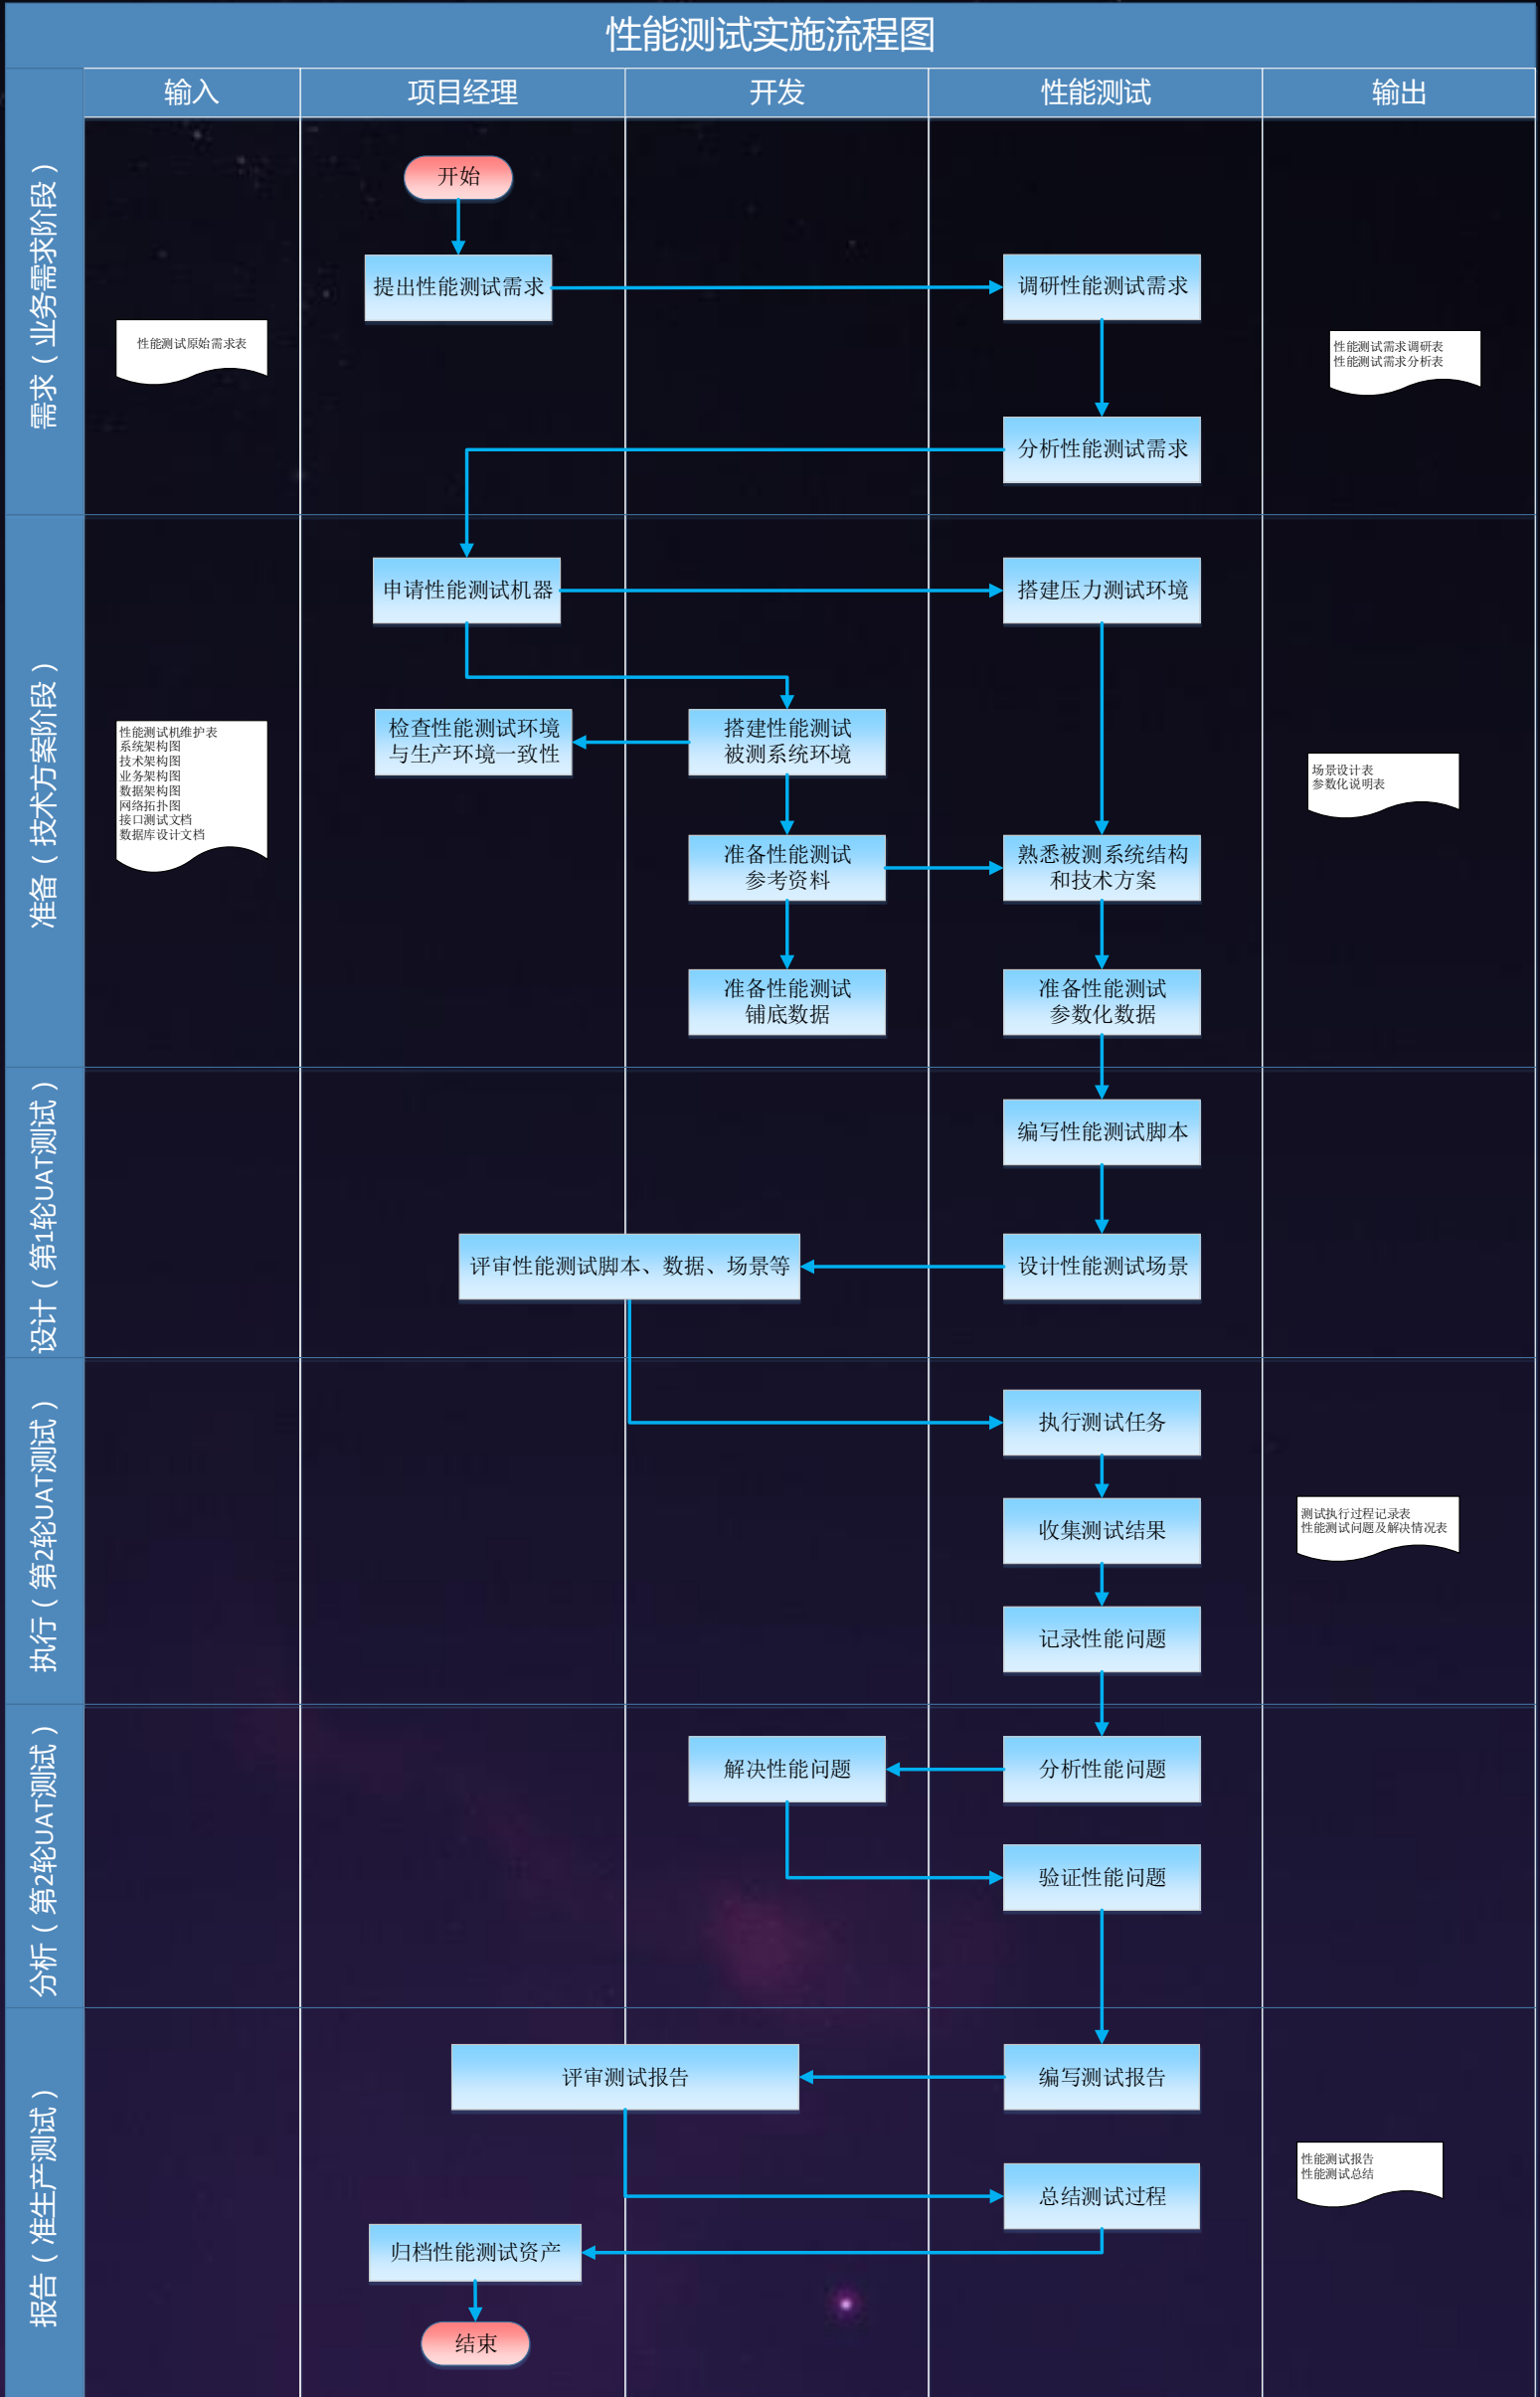 性能测试实施流程图
输入
项目经理
开发
性能测试
输出
需求（业务需求阶段）
开始
提出性能测试需求
调研性能测试需求
性能测试原始需求表
性能测试需求调研表
性能测试需求分析表
分析性能测试需求
准备（技术方案阶段）
申请性能测试机器
搭建压力测试环境
检查性能测试环境
与生产环境一致性
搭建性能测试
被测系统环境
性能测试机维护表
系统架构图
技术架构图
业务架构图
数据架构图
网络拓扑图
接口测试文档
数据库设计文档
场景设计表
参数化说明表
准备性能测试
参考资料
熟悉被测系统结构
和技术方案
准备性能测试
铺底数据
准备性能测试
参数化数据
设计（第1轮UAT测试）
编写性能测试脚本
评审性能测试脚本、数据、场景等
设计性能测试场景
执行（第2轮UAT测试）
执行测试任务
收集测试结果
测试执行过程记录表
性能测试问题及解决情况表
记录性能问题
分析（第2轮UAT测试）
解决性能问题
分析性能问题
验证性能问题
报告（准生产测试）
评审测试报告
编写测试报告
性能测试报告
性能测试总结
总结测试过程
归档性能测试资产
结束